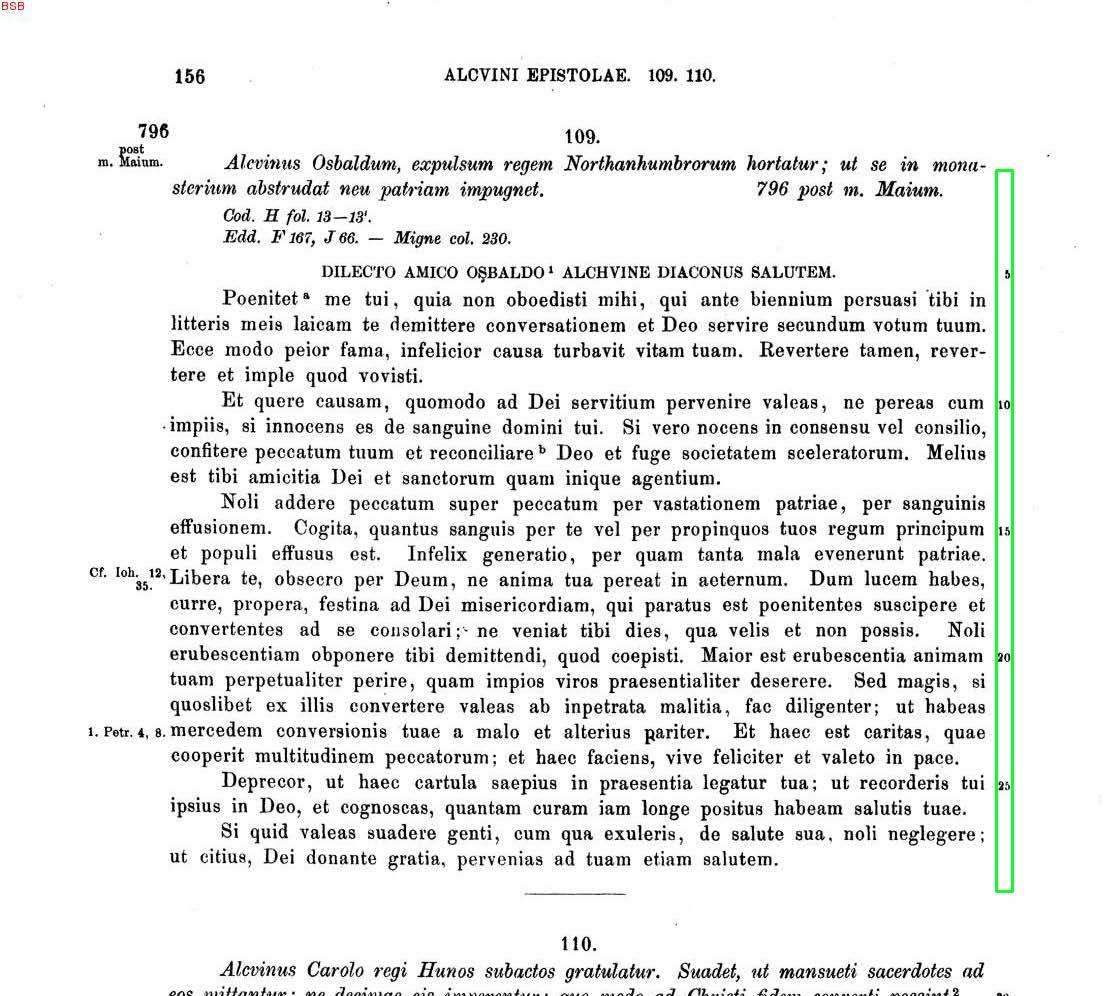 BSB
156 ALCVINI EPISTOLAE. 109. 110.
796
post
m. Maium.
109.
Alcvinus Osbaldum, expulsum regem Northanhumbrorum hortatur; ut se in mona-
sterium abstrudat neu patriam impugnet. 796 post m. Maium.
Cod. H fol. 13—13'.
Edd. F 167, J 66. — Migne col. 230.
DILECTO AMICO OSBALDO¹ ALCHVINE DIACONUS SALUTEM. 5
Poenitetᵃ me tui, quia non oboedisti mihi, qui ante biennium persuasi tibi in
litteris meis laicam te demittere conversationem et Deo servire secundum votum tuum.
Ecce modo peior fama, infelicior causa turbavit vitam tuam. Revertere tamen, rever-
tere et imple quod vovisti.
Et quere causam, quomodo ad Dei servitium pervenire valeas, ne pereas cum 10
impiis, si innocens es de sanguine domini tui. Si vero nocens in consensu vel consilio,
confitere peccatum tuum et reconciliareᵇ Deo et fuge societatem sceleratorum. Melius
est tibi amicitia Dei et sanctorum quam inique agentium.
Noli addere peccatum super peccatum per vastationem patriae, per sanguinis
effusionem. Cogita, quantus sanguis per te vel per propinquos tuos regum principum 15
et populi effusus est. Infelix generatio, per quam tanta mala evenerunt patriae.
Cf. Ioh. 12, 35. Libera te, obsecro per Deum, ne anima tua pereat in aeternum. Dum lucem habes,
curre, propera, festina ad Dei misericordiam, qui paratus est poenitentes suscipere et
convertentes ad se consolari; ne veniat tibi dies, qua velis et non possis. Noli
erubescentiam obponere tibi demittendi, quod coepisti. Maior est erubescentia animam 20
tuam perpetualiter perire, quam impios viros praesentialiter deserere. Sed magis, si
quoslibet ex illis convertere valeas ab inpetrata malitia, fac diligenter; ut habeas
1. Petr. 4, 8. mercedem conversionis tuae a malo et alterius pariter. Et haec est caritas, quae
cooperit multitudinem peccatorum; et haec faciens, vive feliciter et valeto in pace.
Deprecor, ut haec cartula saepius in praesentia legatur tua; ut recorderis tui 25
ipsius in Deo, et cognoscas, quantam curam iam longe positus habeam salutis tuae.
Si quid valeas suadere genti, cum qua exuleris, de salute sua, noli neglegere;
ut citius, Dei donante gratia, pervenias ad tuam etiam salutem.
110.
Alcvinus Carolo regi Hunos subactos gratulatur. Suadet, ut mansueti sacerdotes ad